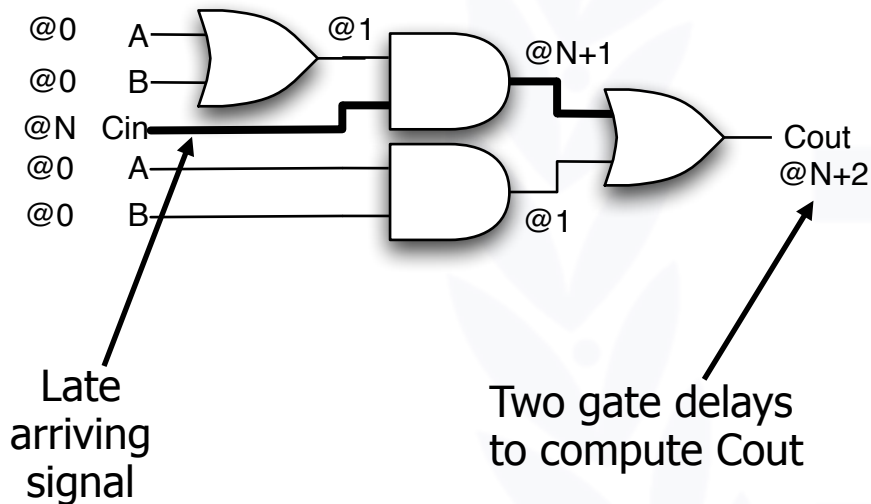 @0 A @1
@N+1
@0 B
@N Cin
Cout
@0 A
@N+2
@0 B @1
Late
arriving
signal
Two gate delays
to compute Cout